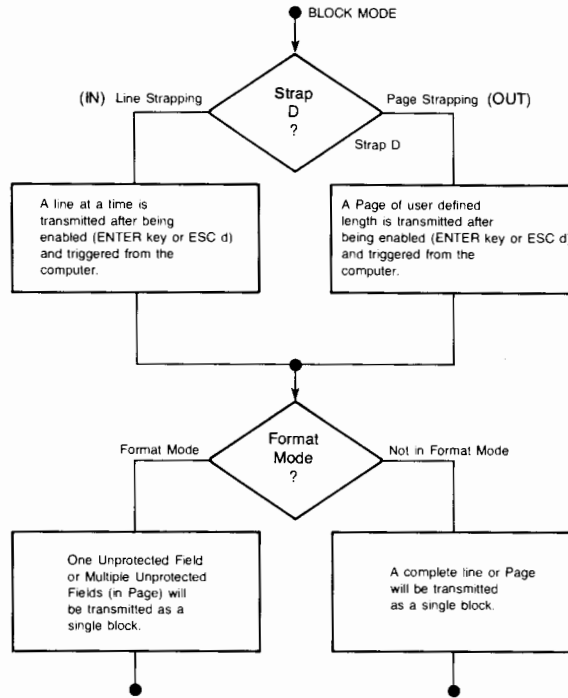 BLOCK MODE
(IN) Line Strapping
Strap
D
?
Page Strapping (OUT)
Strap D
A line at a time is
transmitted after being
enabled (ENTER key or ESC d)
and triggered from the
computer.
A Page of user defined
length is transmitted after
being enabled (ENTER key or ESC d)
and triggered from the
computer.
Format Mode
Format
Mode
?
Not in Format Mode
One Unprotected Field
or Multiple Unprotected
Fields (in Page) will
be transmitted as a
single block.
A complete line or Page
will be transmitted
as a single block.